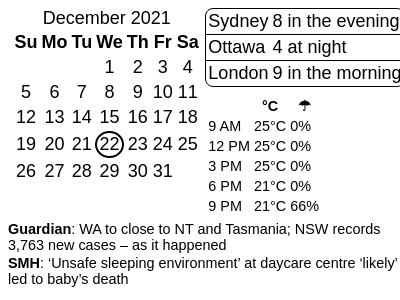 December 2021
Su Mo Tu We Th Fr Sa
1 2 3 4
5 6 7 8 9 10 11
12 13 14 15 16 17 18
19 20 21 22 23 24 25
26 27 28 29 30 31
Sydney 8 in the evening
Ottawa 4 at night
London 9 in the morning
°C ☂
9 AM 25°C 0%
12 PM 25°C 0%
3 PM 25°C 0%
6 PM 21°C 0%
9 PM 21°C 66%
Guardian: WA to close to NT and Tasmania; NSW records
3,763 new cases – as it happened
SMH: ‘Unsafe sleeping environment’ at daycare centre ‘likely’
led to baby’s death